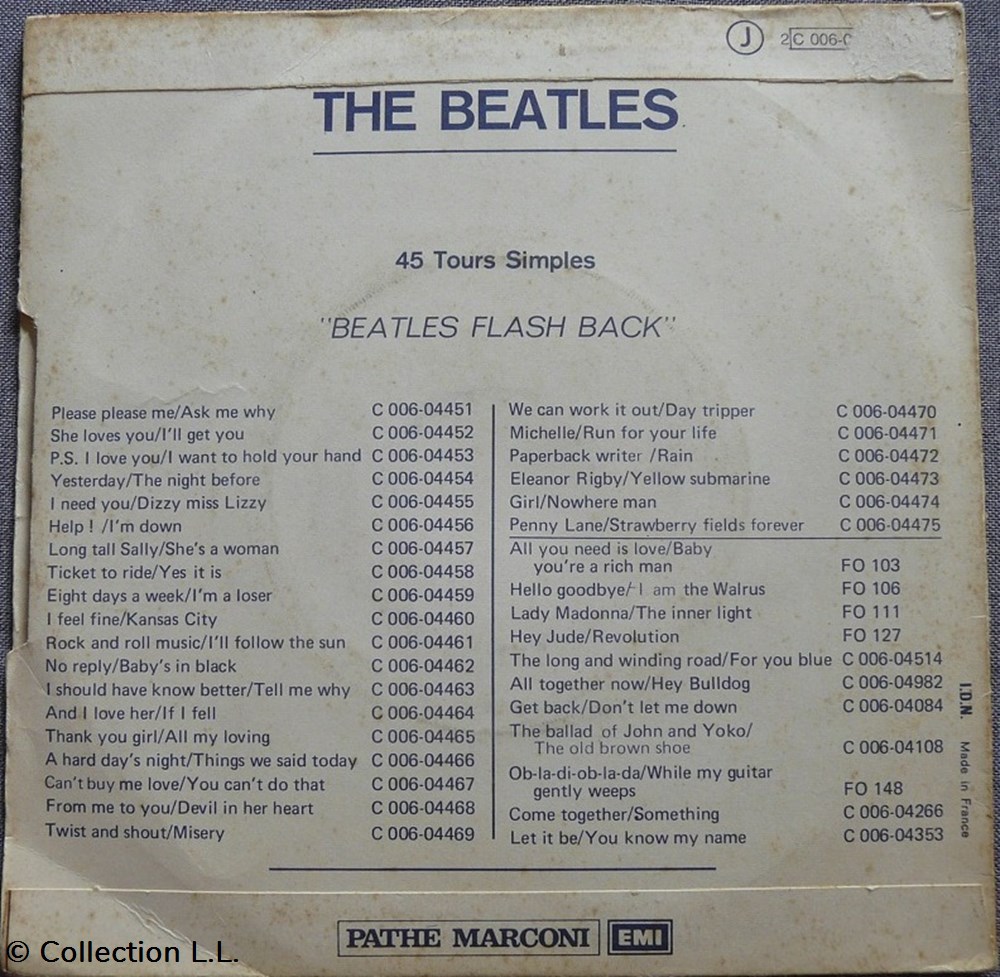 J 2 C 006-0
THE BEATLES
45 Tours Simples
"BEATLES FLASH BACK"
Please please me/Ask me why C 006-04451
She loves you/I'll get you C 006-04452
P.S. I love you/I want to hold your hand C 006-04453
Yesterday/The night before C 006-04454
I need you/Dizzy miss Lizzy C 006-04455
Help ! /I'm down C 006-04456
Long tall Sally/She's a woman C 006-04457
Ticket to ride/Yes it is C 006-04458
Eight days a week/I'm a loser C 006-04459
I feel fine/Kansas City C 006-04460
Rock and roll music/I'll follow the sun C 006-04461
No reply/Baby's in black C 006-04462
I should have know better/Tell me why C 006-04463
And I love her/If I fell C 006-04464
Thank you girl/All my loving C 006-04465
A hard day's night/Things we said today C 006-04466
Can't buy me love/You can't do that C 006-04467
From me to you/Devil in her heart C 006-04468
Twist and shout/Misery C 006-04469
We can work it out/Day tripper C 006-04470
Michelle/Run for your life C 006-04471
Paperback writer /Rain C 006-04472
Eleanor Rigby/Yellow submarine C 006-04473
Girl/Nowhere man C 006-04474
Penny Lane/Strawberry fields forever C 006-04475
All you need is love/Baby
you're a rich man FO 103
Hello goodbye/I am the Walrus FO 106
Lady Madonna/The inner light FO 111
Hey Jude/Revolution FO 127
The long and winding road/For you blue C 006-04514
All together now/Hey Bulldog C 006-04982
Get back/Don't let me down C 006-04084
The ballad of John and Yoko/
The old brown shoe C 006-04108
Ob-la-di-ob-la-da/While my guitar
gently weeps FO 148
Come together/Something C 006-04266
Let it be/You know my name C 006-04353
I.D.N. Made in France
PATHE MARCONI EMI
© Collection L.L.